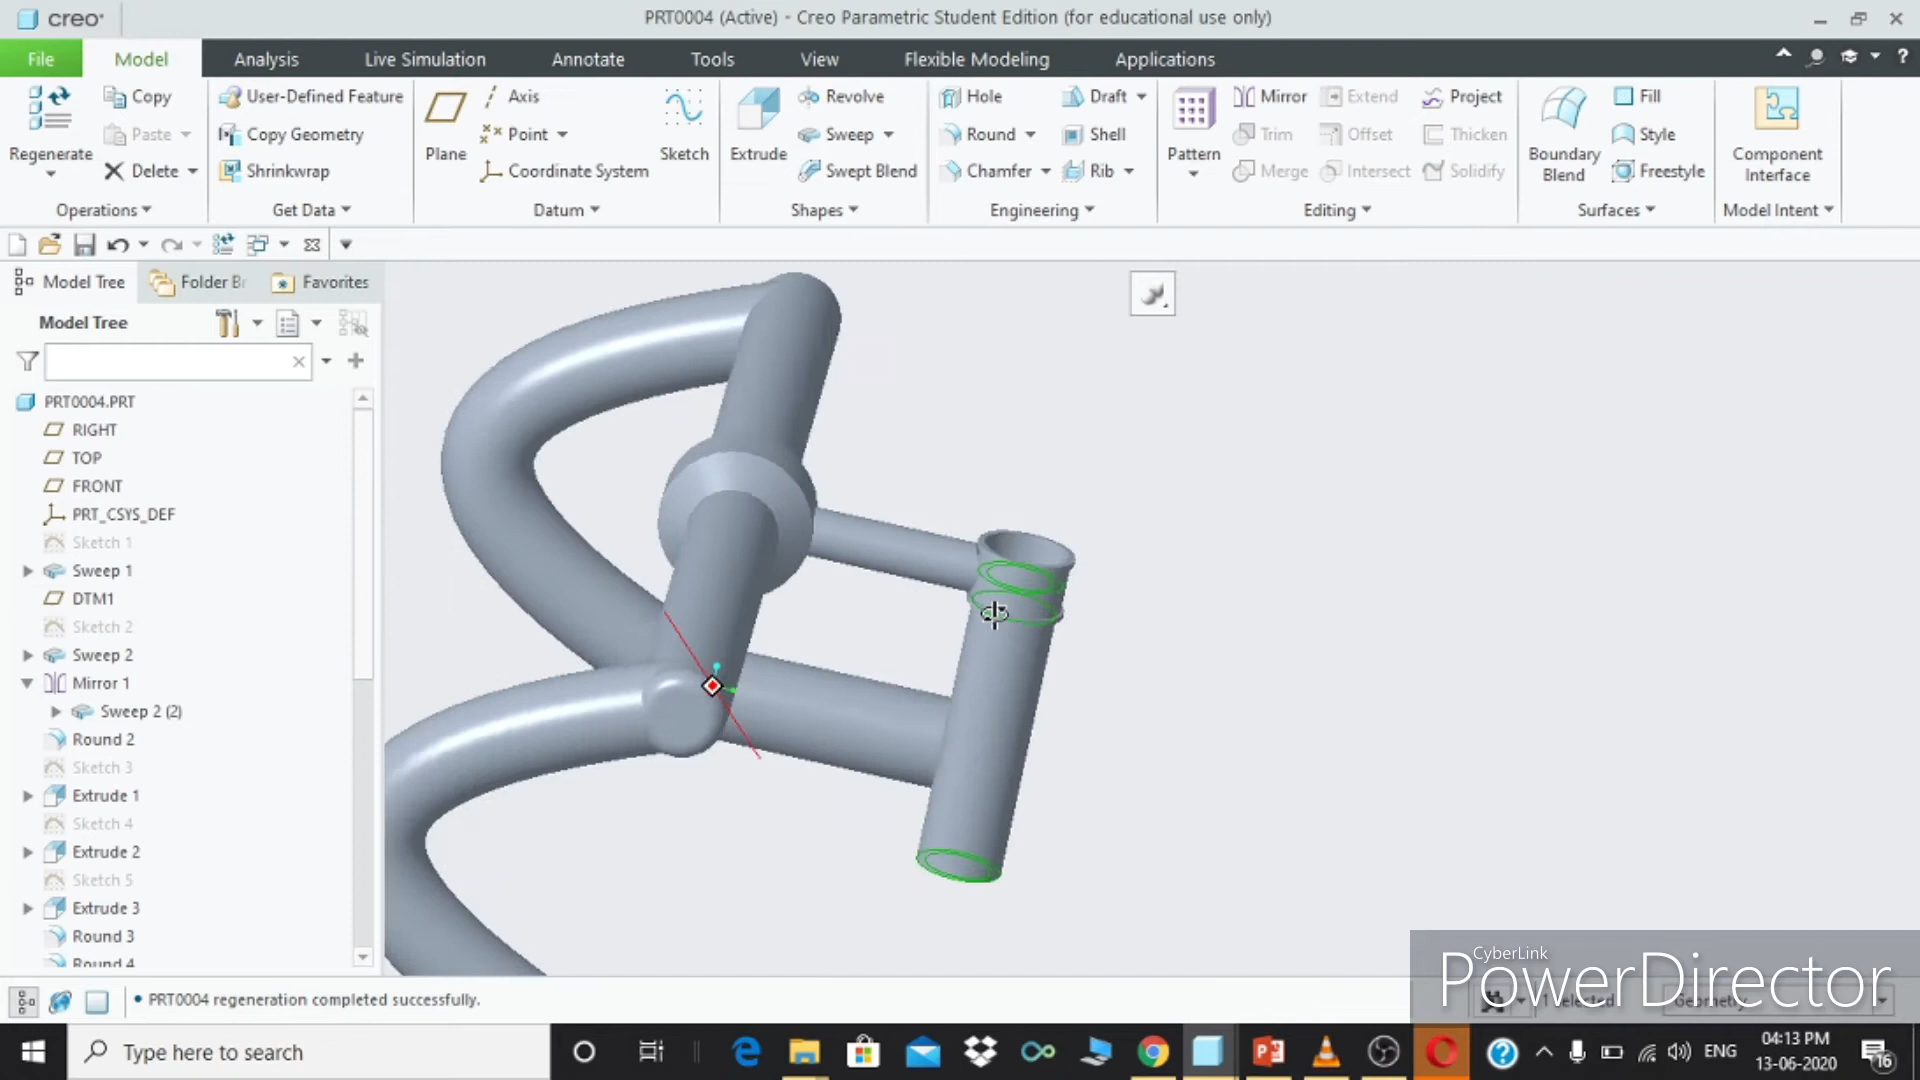 creo
PRT0004 (Active) - Creo Parametric Student Edition (for educational use only)
File Model Analysis Live Simulation Annotate Tools View Flexible Modeling Applications
Regenerate
Copy
Paste
Delete
Operations
User-Defined Feature
Copy Geometry
Shrinkwrap
Get Data
Plane
Axis
Point
Coordinate System
Sketch
Datum
Extrude
Revolve
Sweep
Swept Blend
Shapes
Hole
Round
Chamfer
Draft
Shell
Rib
Engineering
Pattern
Mirror
Trim
Merge
Extend
Offset
Intersect
Project
Thicken
Solidify
Editing
Boundary
Blend
Fill
Style
Freestyle
Surfaces
Component
Interface
Model Intent
Model Tree Folder Br Favorites
Model Tree
PRT0004.PRT
RIGHT
TOP
FRONT
PRT_CSYS_DEF
Sketch 1
Sweep 1
DTM1
Sketch 2
Sweep 2
Mirror 1
Sweep 2 (2)
Round 2
Sketch 3
Extrude 1
Sketch 4
Extrude 2
Sketch 5
Extrude 3
Round 3
Round 4
CyberLink
PowerDirector
• PRT0004 regeneration completed successfully.
1 selected
Geometry
Type here to search
ENG
04:13 PM
13-06-2020
16